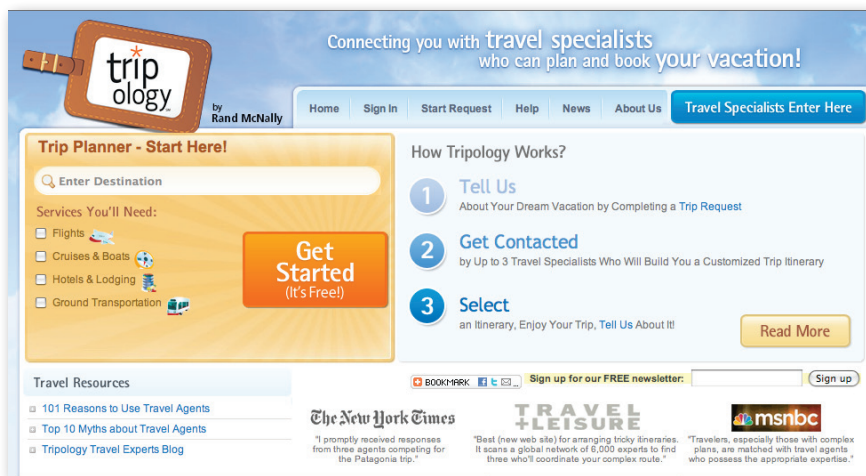 trip
ology
by
Rand McNally
Connecting you with travel specialists
who can plan and book your vacation!
Home Sign In Start Request Help News About Us Travel Specialists Enter Here
Trip Planner - Start Here!
Enter Destination
Services You'll Need:
Flights
Cruises & Boats
Hotels & Lodging
Ground Transportation
Get
Started
(It's Free!)
How Tripology Works?
1 Tell Us
About Your Dream Vacation by Completing a Trip Request
2 Get Contacted
by Up to 3 Travel Specialists Who Will Build You a Customized Trip Itinerary
3 Select
an Itinerary, Enjoy Your Trip, Tell Us About It!
Read More
Travel Resources
101 Reasons to Use Travel Agents
Top 10 Myths about Travel Agents
Tripology Travel Experts Blog
BOOKMARK Sign up for our FREE newsletter: Sign up
The New York Times
"I promptly received responses
from three agents competing for
the Patagonia trip."
TRAVEL
+LEISURE
"Best (new web site) for arranging tricky itineraries.
It scans a global network of 6,000 experts to find
three who'll coordinate your complex route."
msnbc
"Travelers, especially those with complex
plans, are matched with travel agents
who possess the appropriate expertise."